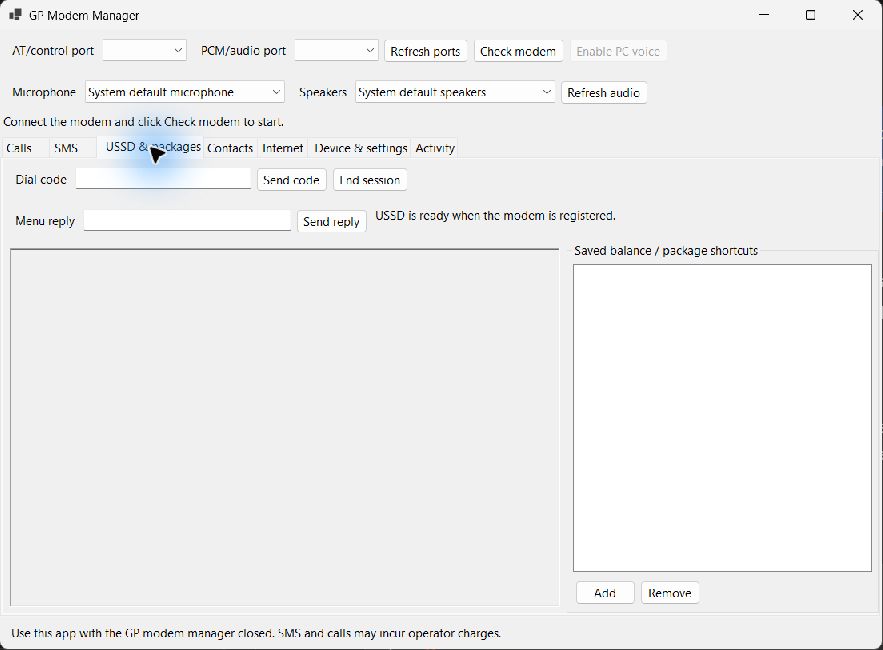 GP Modem Manager
AT/control port PCM/audio port Refresh ports Check modem Enable PC voice
Microphone System default microphone Speakers System default speakers Refresh audio
Connect the modem and click Check modem to start.
Calls SMS USSD & packages Contacts Internet Device & settings Activity
Dial code Send code End session
Menu reply Send reply USSD is ready when the modem is registered.
Saved balance / package shortcuts
Add Remove
Use this app with the GP modem manager closed. SMS and calls may incur operator charges.